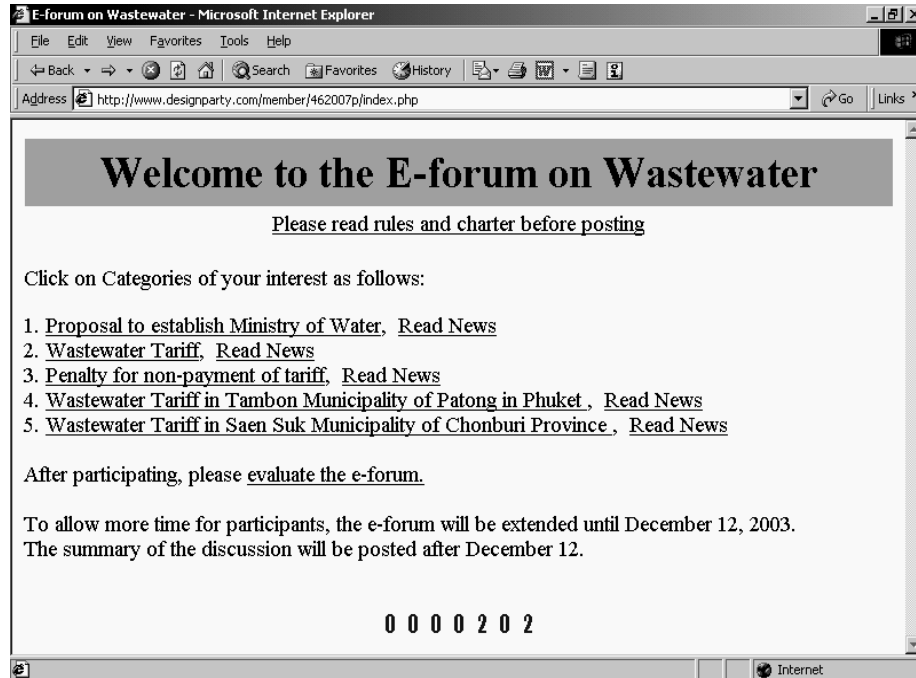 E-forum on Wastewater - Microsoft Internet Explorer
File Edit View Favorites Tools Help
Back Search Favorites History
Address http://www.designparty.com/member/462007p/index.php Go Links
Welcome to the E-forum on Wastewater
Please read rules and charter before posting
Click on Categories of your interest as follows:
1. Proposal to establish Ministry of Water, Read News
2. Wastewater Tariff, Read News
3. Penalty for non-payment of tariff, Read News
4. Wastewater Tariff in Tambon Municipality of Patong in Phuket , Read News
5. Wastewater Tariff in Saen Suk Municipality of Chonburi Province , Read News
After participating, please evaluate the e-forum.
To allow more time for participants, the e-forum will be extended until December 12, 2003.
The summary of the discussion will be posted after December 12.
0 0 0 0 2 0 2
Internet